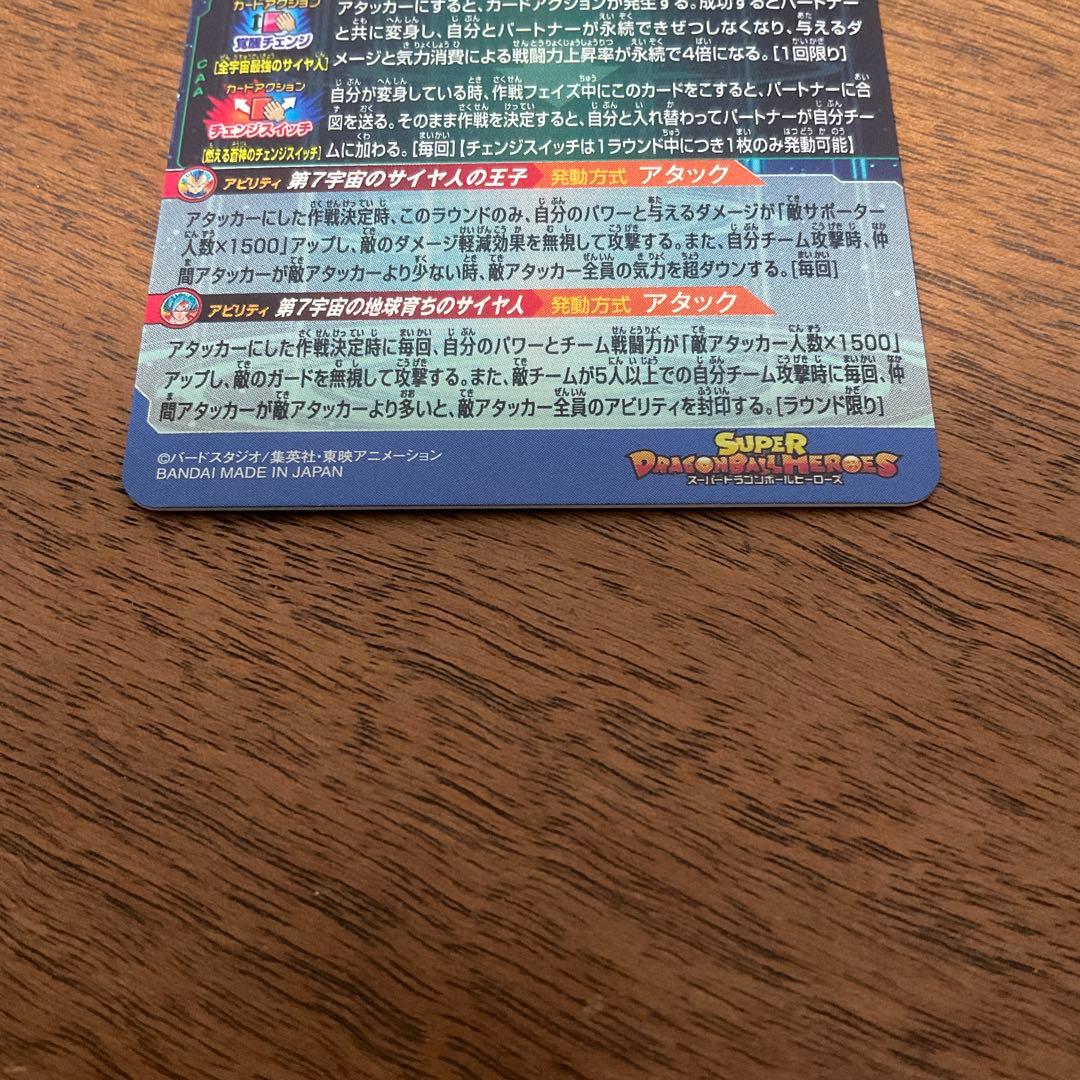 カードアクション
覚醒チェンジ
[全宇宙最強のサイヤ人]
アタッカーにすると、カードアクションが発生する。成功するとパートナー
と共に変身し、自分とパートナーが永続できぜつしなくなり、与えるダ
メージと気力消費による戦闘力上昇率が永続で4倍になる。[1回限り]
CAA
カードアクション
チェンジスイッチ
[燃える蒼神のチェンジスイッチ]
自分が変身している時、作戦フェイズ中にこのカードをこすると、パートナーに合
図を送る。そのまま作戦を決定すると、自分と入れ替わってパートナーが自分チー
ムに加わる。[毎回][チェンジスイッチは1ラウンド中につき1枚のみ発動可能]
アビリティ 第7宇宙のサイヤ人の王子 発動方式 アタック
アタッカーにした作戦決定時、このラウンドのみ、自分のパワーと与えるダメージが「敵サポーター
人数×1500」アップし、敵のダメージ軽減効果を無視して攻撃する。また、自分チーム攻撃時、仲
間アタッカーが敵アタッカーより少ない時、敵アタッカー全員の気力を超ダウンする。[毎回]
アビリティ 第7宇宙の地球育ちのサイヤ人 発動方式 アタック
アタッカーにした作戦決定時に毎回、自分のパワーとチーム戦闘力が「敵アタッカー人数×1500」
アップし、敵のガードを無視して攻撃する。また、敵チームが5人以上での自分チーム攻撃時に毎回、仲
間アタッカーが敵アタッカーより多いと、敵アタッカー全員のアビリティを封印する。[ラウンド限り]
©バードスタジオ/集英社・東映アニメーション
BANDAI MADE IN JAPAN
SUPER
DRAGONBALL HEROES
スーパードラゴンボールヒーローズ